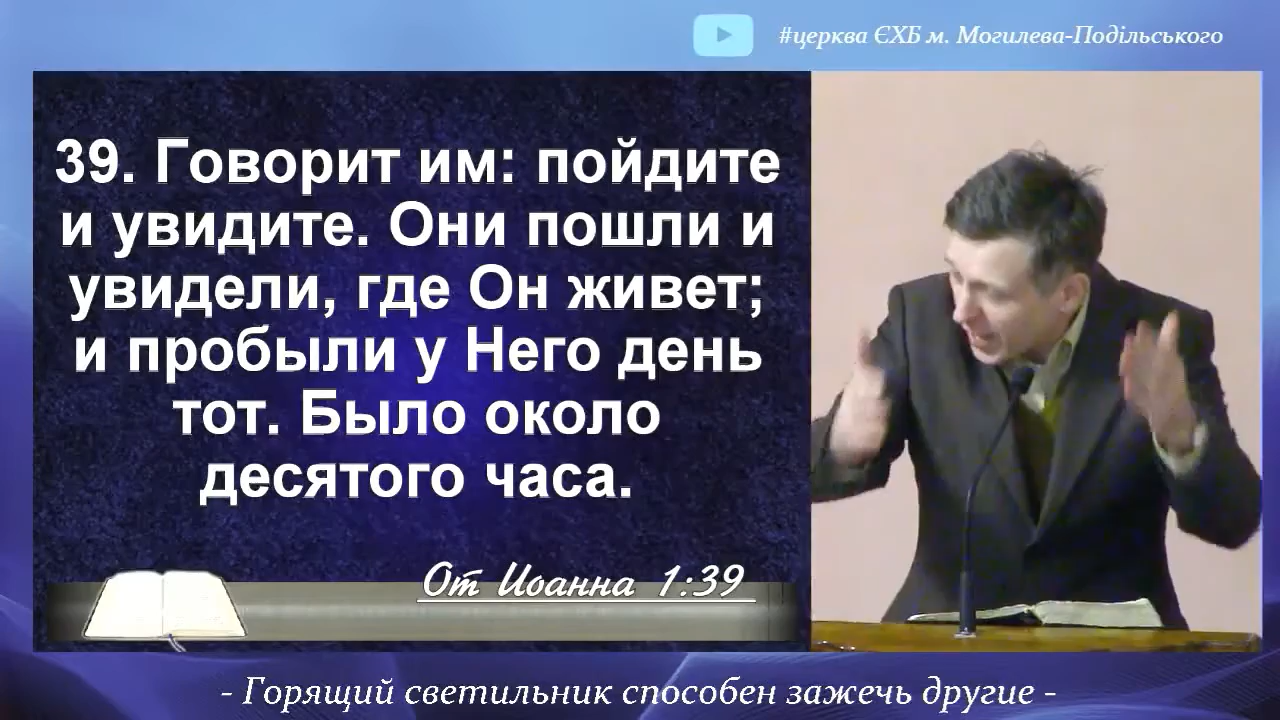 #церква ЄХБ м. Могилева-Подільського
39. Говорит им: пойдите
и увидите. Они пошли и
увидели, где Он живет;
и пробыли у Него день
тот. Было около
десятого часа.
От Иоанна 1:39
- Горящий светильник способен зажечь другие -